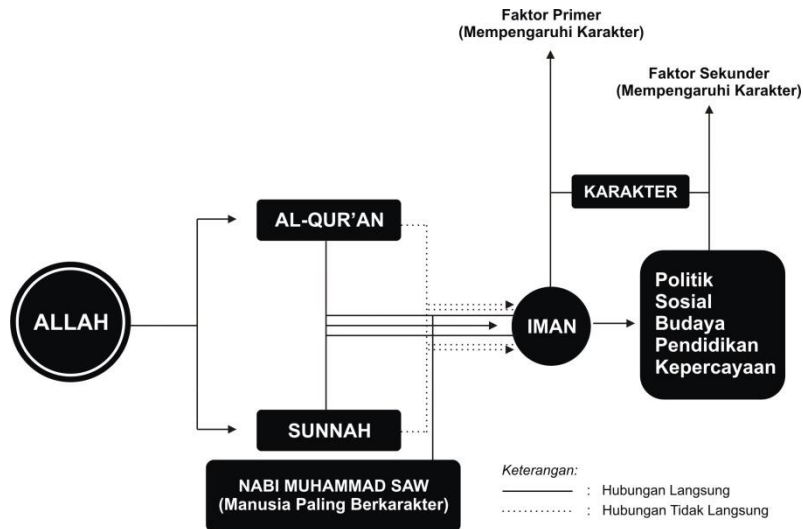 Faktor Primer
(Mempengaruhi Karakter)
Faktor Sekunder
(Mempengaruhi Karakter)
KARAKTER
AL-QUR'AN
ALLAH
IMAN
Politik
Sosial
Budaya
Pendidikan
Kepercayaan
SUNNAH
NABI MUHAMMAD SAW
(Manusia Paling Berkarakter)
Keterangan:
: Hubungan Langsung
: Hubungan Tidak Langsung